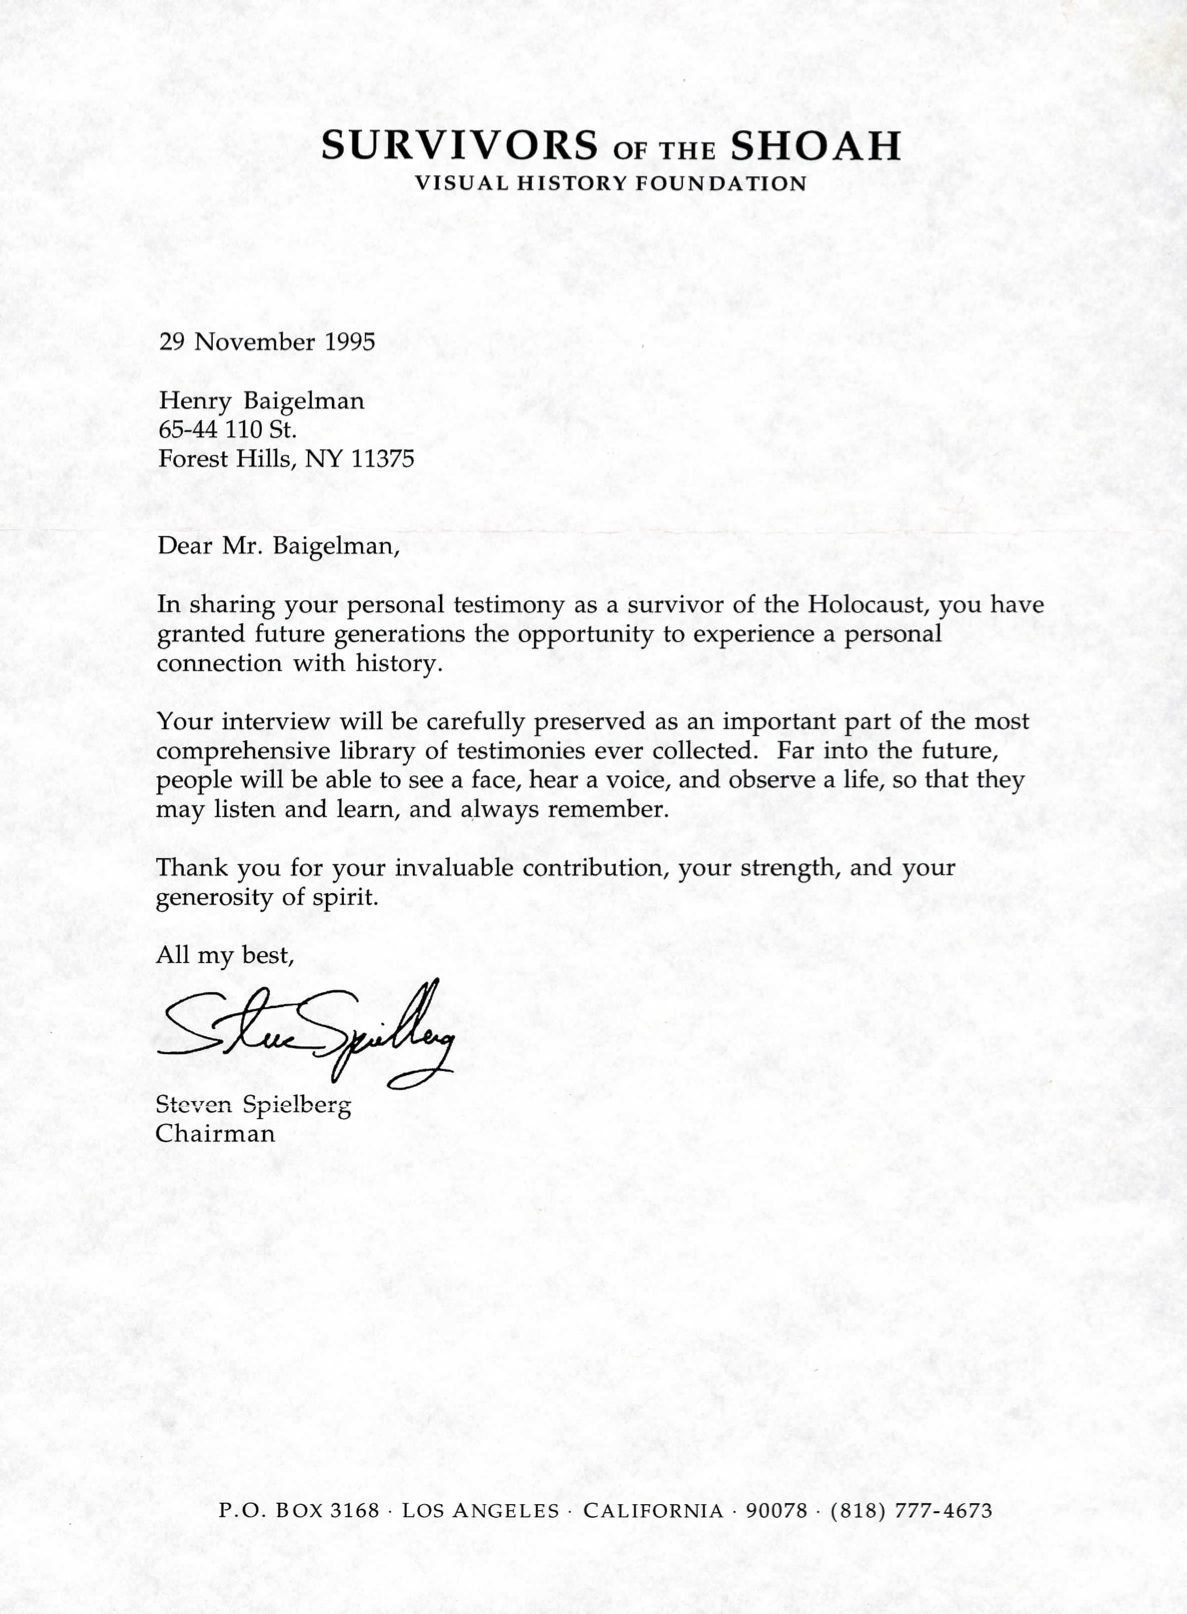 SURVIVORS OF THE SHOAH
VISUAL HISTORY FOUNDATION
29 November 1995
Henry Baigelman
65-44 110 St.
Forest Hills, NY 11375
Dear Mr. Baigelman,
In sharing your personal testimony as a survivor of the Holocaust, you have
granted future generations the opportunity to experience a personal
connection with history.
Your interview will be carefully preserved as an important part of the most
comprehensive library of testimonies ever collected.  Far into the future,
people will be able to see a face, hear a voice, and observe a life, so that they
may listen and learn, and always remember.
Thank you for your invaluable contribution, your strength, and your
generosity of spirit.
All my best,
Steven Spielberg
Steven Spielberg
Chairman
P.O. BOX 3168 · LOS ANGELES · CALIFORNIA · 90078 · (818) 777-4673